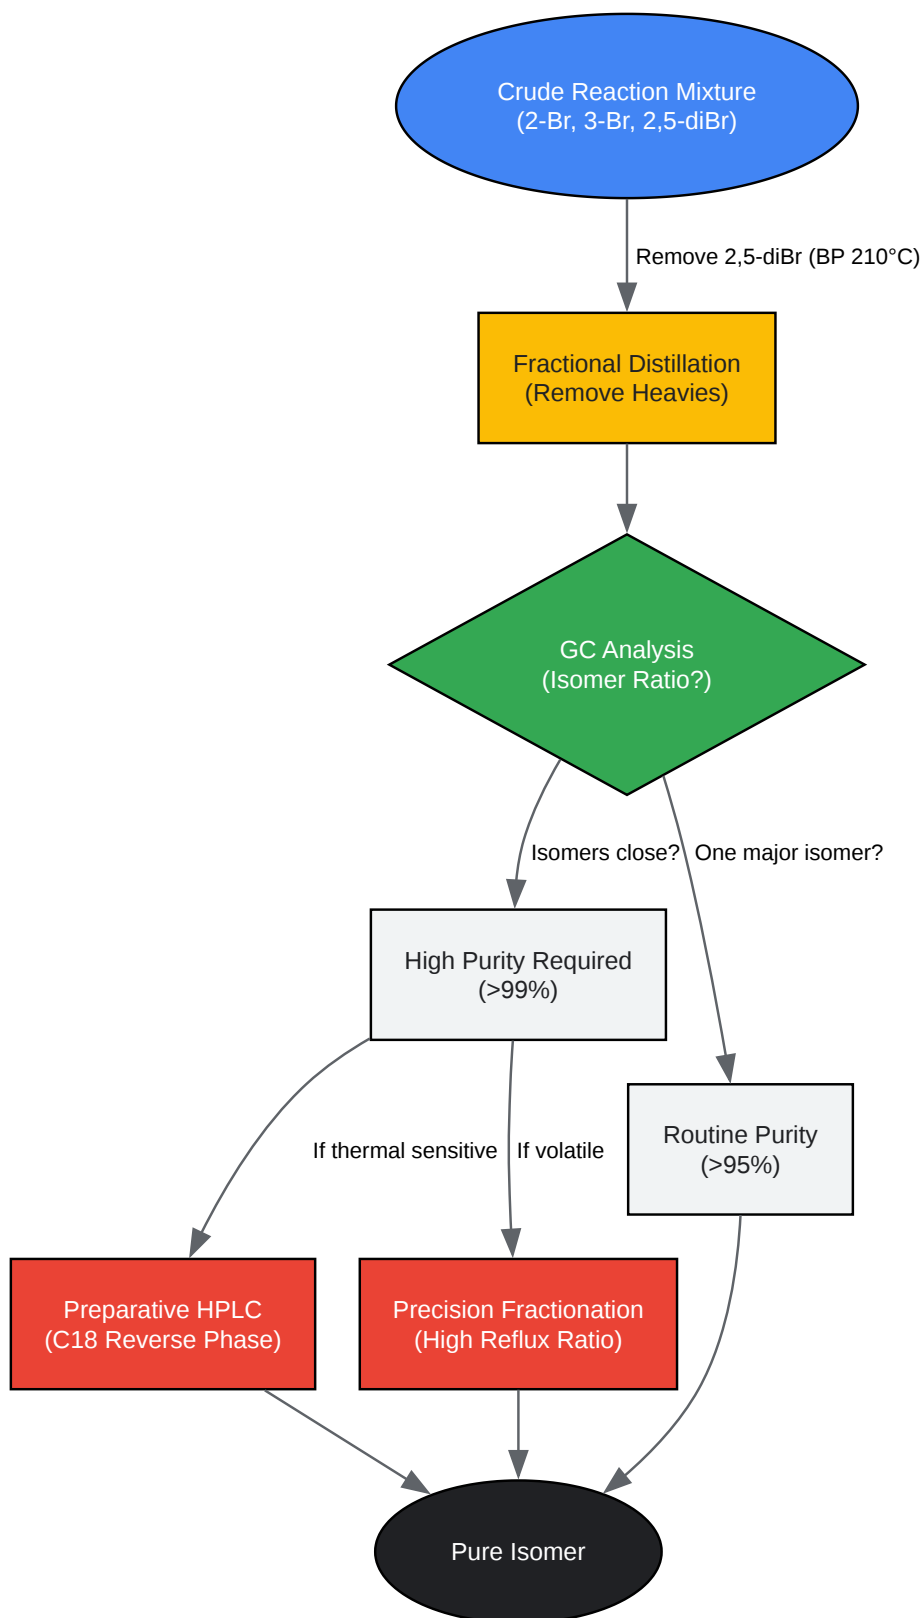 Crude Reaction Mixture
(2-Br, 3-Br, 2,5-diBr)
Remove 2,5-diBr (BP 210°C)
Fractional Distillation
(Remove Heavies)
GC Analysis
(Isomer Ratio?)
Isomers close?
One major isomer?
High Purity Required
(>99%)
Routine Purity
(>95%)
If thermal sensitive
If volatile
Preparative HPLC
(C18 Reverse Phase)
Precision Fractionation
(High Reflux Ratio)
Pure Isomer